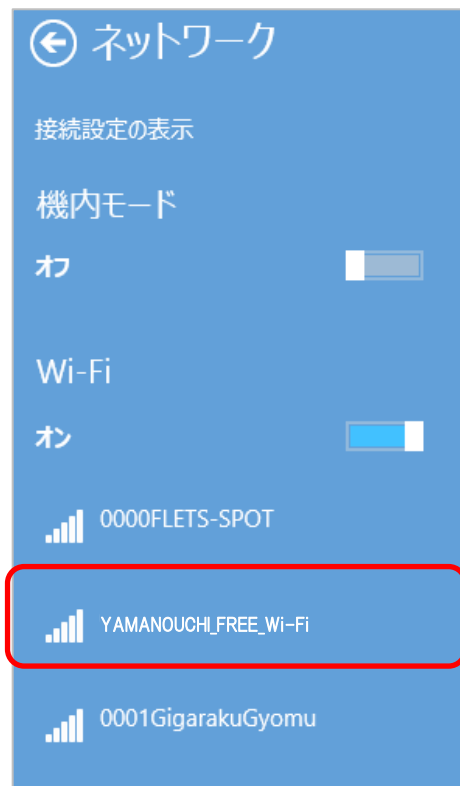 ネットワーク
接続設定の表示
機内モード
オフ
Wi-Fi
オン
0000FLETS-SPOT
YAMANOUCHI_FREE_Wi-Fi
0001GigarakuGyomu